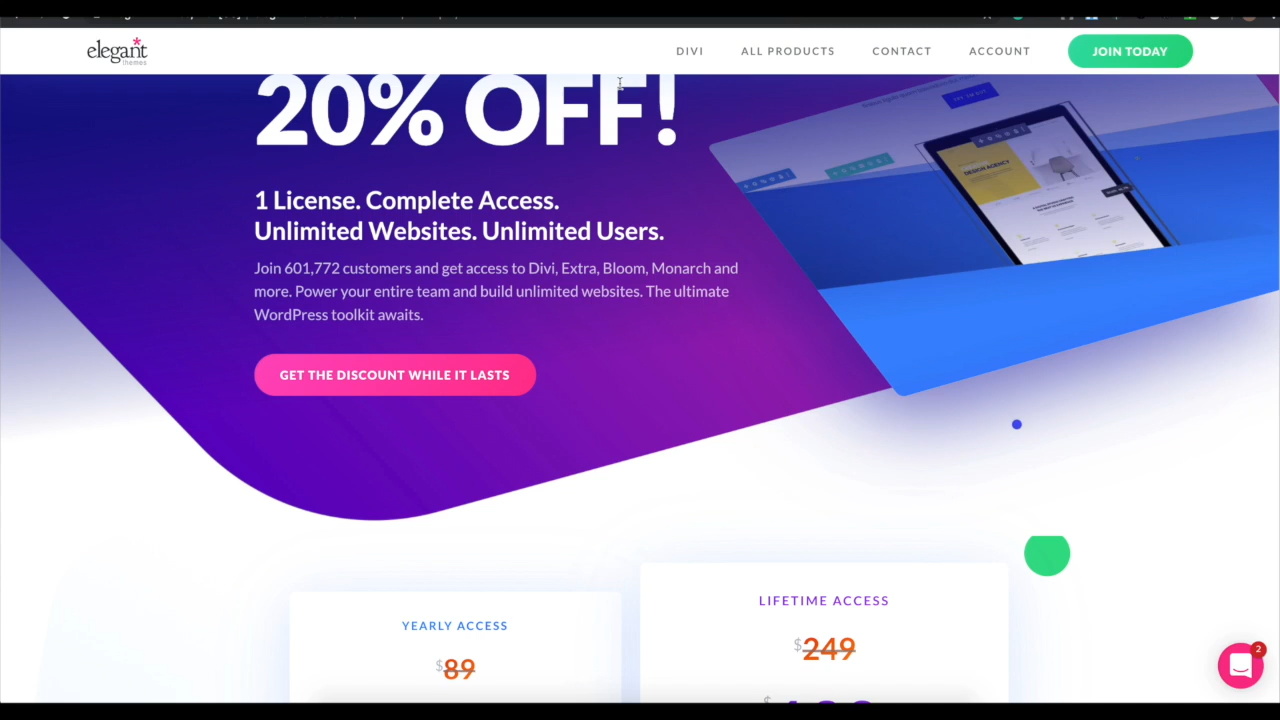 elegant
themes
DIVI
ALL PRODUCTS
CONTACT
ACCOUNT
JOIN TODAY
20% OFF!
1 License. Complete Access.
Unlimited Websites. Unlimited Users.
Join 601,772 customers and get access to Divi, Extra, Bloom, Monarch and
more. Power your entire team and build unlimited websites. The ultimate
WordPress toolkit awaits.
GET THE DISCOUNT WHILE IT LASTS
DESIGN AGENCY
YEARLY ACCESS
$89
LIFETIME ACCESS
$249
$
2